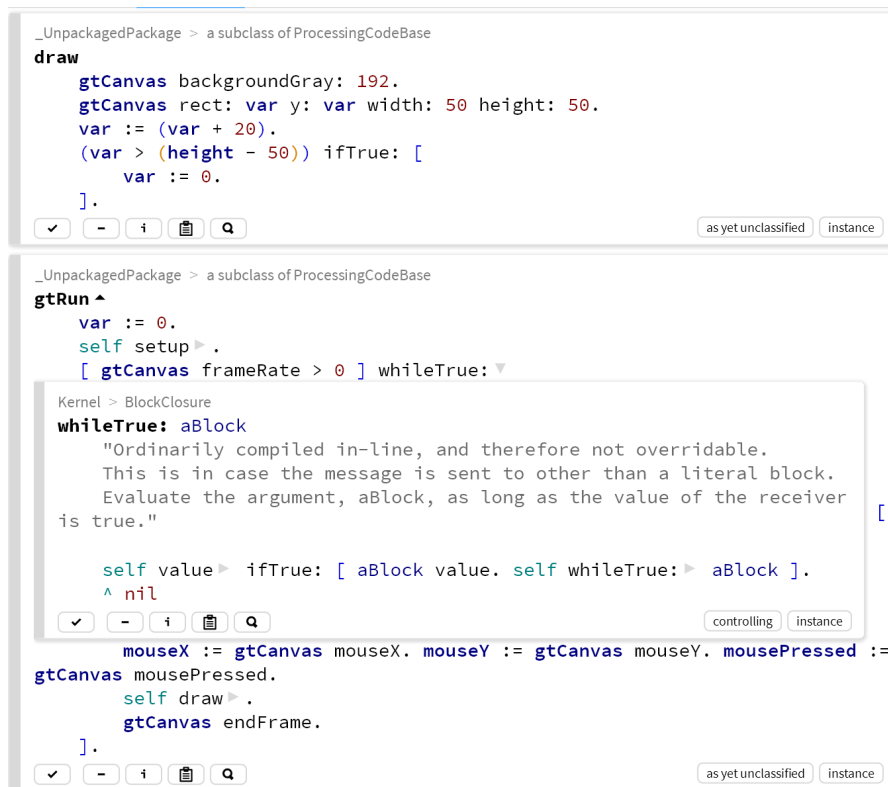 _UnpackagedPackage > a subclass of ProcessingCodeBase
draw
gtCanvas backgroundGray: 192.
gtCanvas rect: var y: var width: 50 height: 50.
var := (var + 20).
(var > (height - 50)) ifTrue: [
var := 0.
].
as yet unclassified instance
_UnpackagedPackage > a subclass of ProcessingCodeBase
gtRun
var := 0.
self setup .
[ gtCanvas frameRate > 0 ] whileTrue:
Kernel > BlockClosure
whileTrue: aBlock
"Ordinarily compiled in-line, and therefore not overridable.
This is in case the message is sent to other than a literal block.
Evaluate the argument, aBlock, as long as the value of the receiver
is true."
[
self value ifTrue: [ aBlock value. self whileTrue: aBlock ].
^ nil
controlling instance
mouseX := gtCanvas mouseX. mouseY := gtCanvas mouseY. mousePressed :=
gtCanvas mousePressed.
self draw .
gtCanvas endFrame.
].
as yet unclassified instance